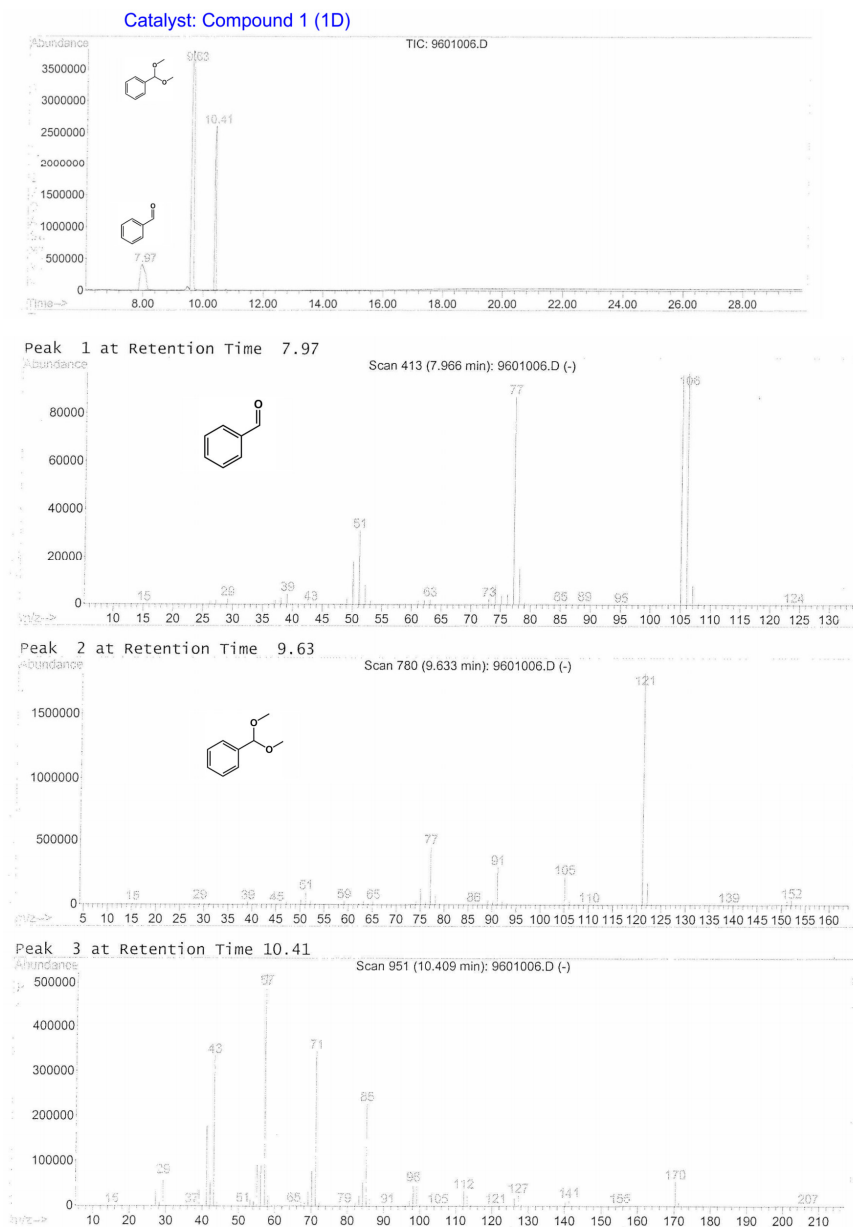 Catalyst: Compound 1 (1D)
Abundance
TIC: 9601006.D
9.63
3500000
3000000
10.41
2500000
2000000
1500000
1000000
500000
7.97
0
Time-->
8.00 10.00 12.00 14.00 16.00 18.00 20.00 22.00 24.00 26.00 28.00
O
O
O
Peak 1 at Retention Time 7.97
Abundance
Scan 413 (7.966 min): 9601006.D (-)
77 106
80000
60000
40000
51
20000
15 29 39 43 63 73 85 89 95 124
0
m/z-->
10 15 20 25 30 35 40 45 50 55 60 65 70 75 80 85 90 95 100 105 110 115 120 125 130
O
Peak 2 at Retention Time 9.63
Abundance
Scan 780 (9.633 min): 9601006.D (-)
121
1500000
1000000
500000
77
91
105
15 29 39 45 51 59 65 86 110 139 152
0
m/z-->
5 10 15 20 25 30 35 40 45 50 55 60 65 70 75 80 85 90 95 100 105 110 115 120 125 130 135 140 145 150 155 160
O
O
Peak 3 at Retention Time 10.41
Abundance
Scan 951 (10.409 min): 9601006.D (-)
500000
57
400000
43 71
300000
85
200000
100000
29 98 112 170
15 37 51 65 79 91 105 121 127 141 155 207
0
m/z-->
10 20 30 40 50 60 70 80 90 100 110 120 130 140 150 160 170 180 190 200 210